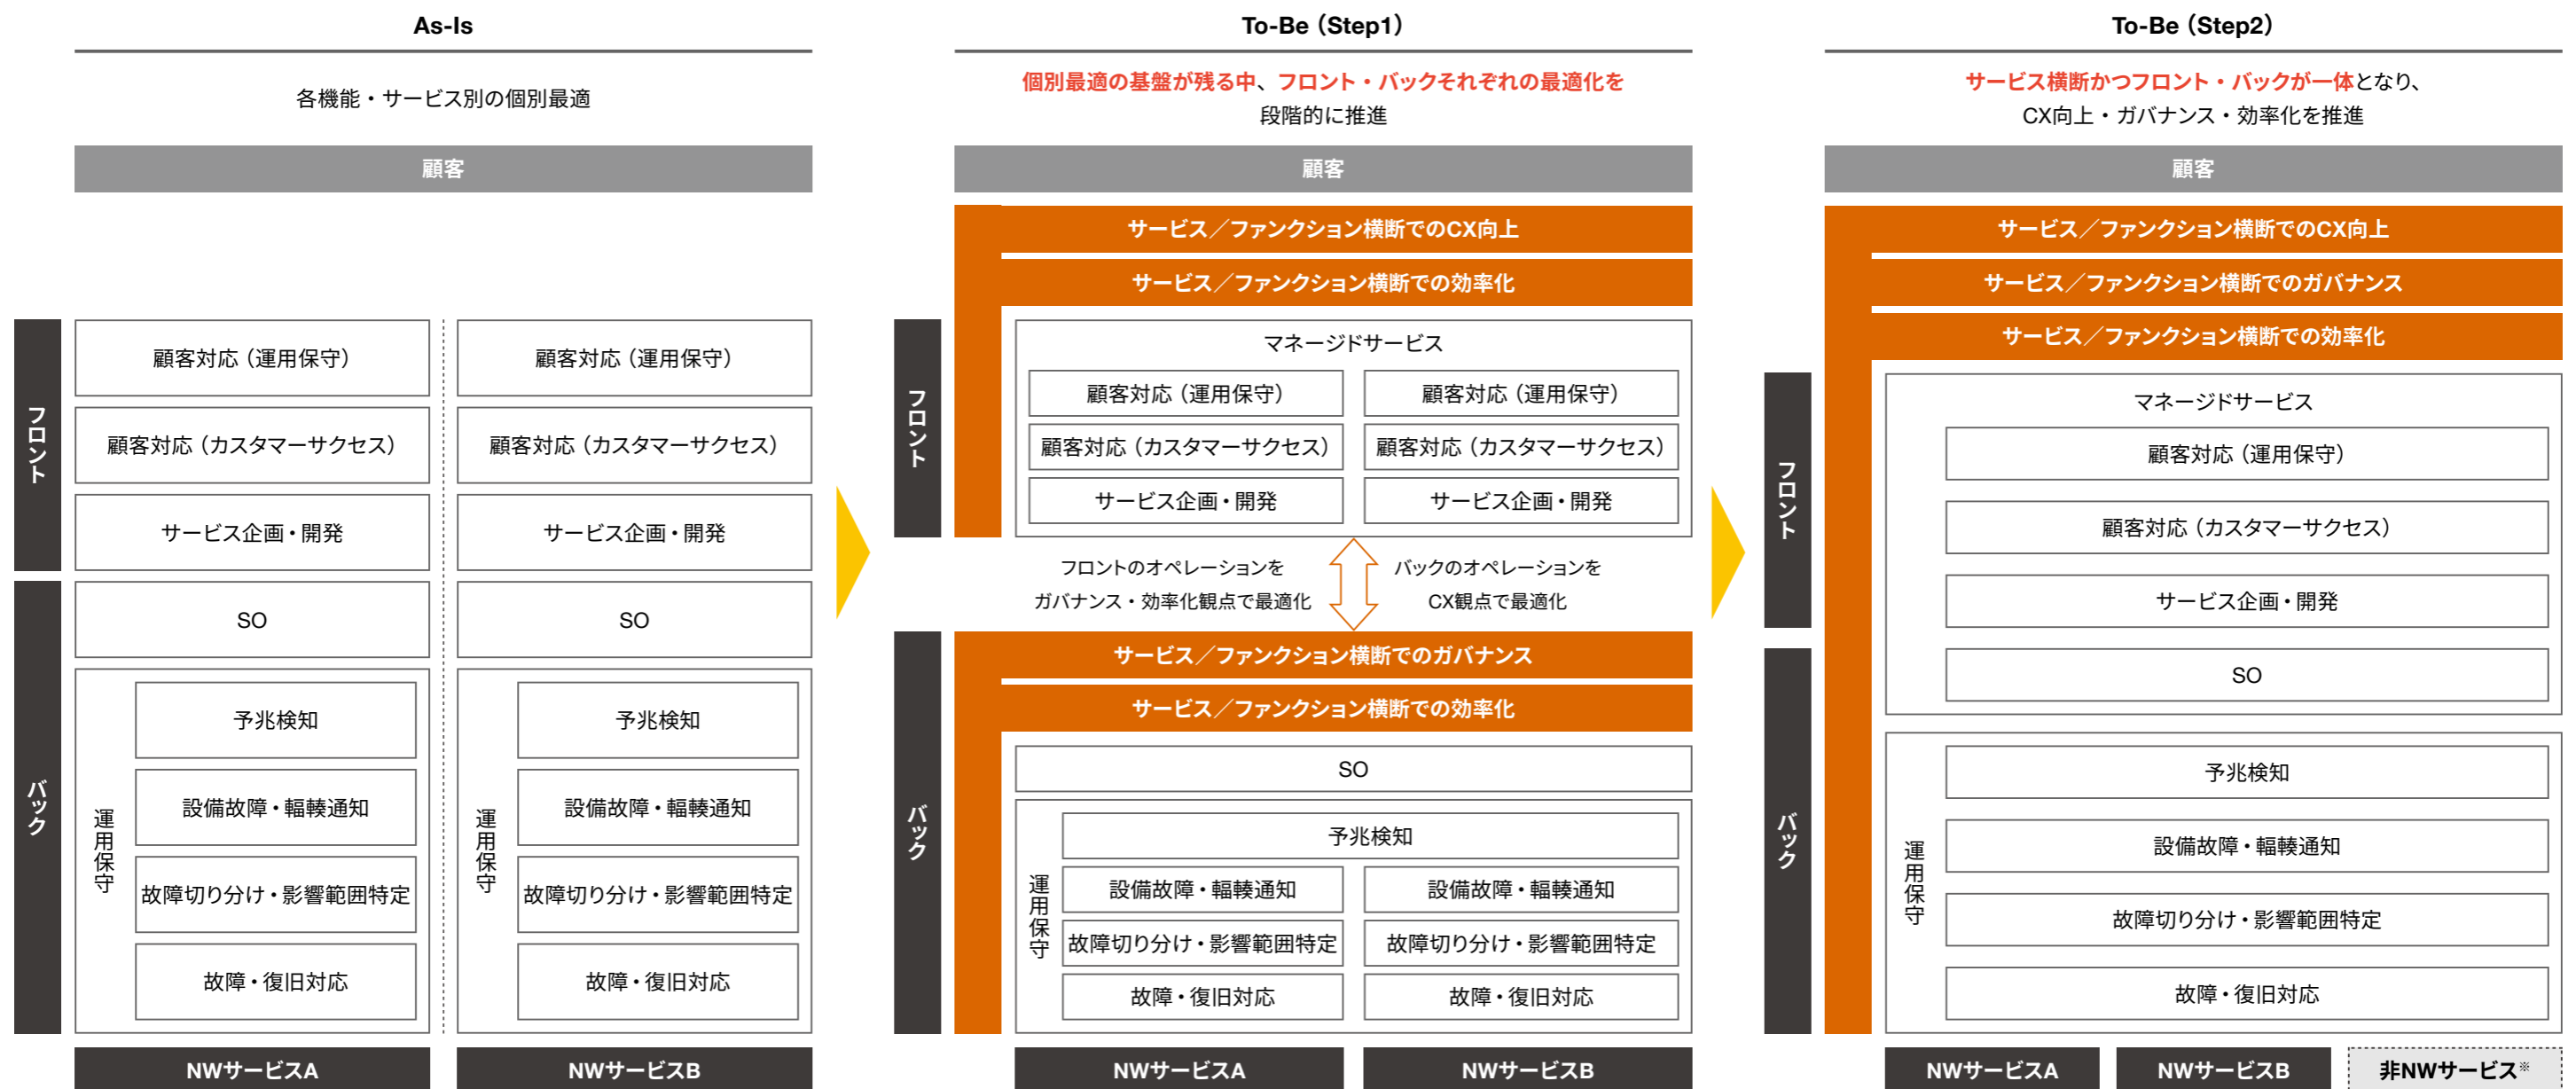 As-Is
各機能・サービス別の個別最適
顧客
フロント
顧客対応（運用保守）
顧客対応（運用保守）
顧客対応（カスタマーサクセス）
顧客対応（カスタマーサクセス）
サービス企画・開発
サービス企画・開発
バック
SO
SO
運用保守
予兆検知
設備故障・輻輳通知
故障切り分け・影響範囲特定
故障・復旧対応
運用保守
予兆検知
設備故障・輻輳通知
故障切り分け・影響範囲特定
故障・復旧対応
NWサービスA
NWサービスB
To-Be（Step1）
個別最適の基盤が残る中、フロント・バックそれぞれの最適化を
段階的に推進
顧客
サービス／ファンクション横断でのCX向上
サービス／ファンクション横断での効率化
フロント
マネージドサービス
顧客対応（運用保守）
顧客対応（運用保守）
顧客対応（カスタマーサクセス）
顧客対応（カスタマーサクセス）
サービス企画・開発
サービス企画・開発
フロントのオペレーションを
ガバナンス・効率化観点で最適化
バックのオペレーションを
CX観点で最適化
バック
サービス／ファンクション横断でのガバナンス
サービス／ファンクション横断での効率化
SO
運用保守
予兆検知
設備故障・輻輳通知
設備故障・輻輳通知
故障切り分け・影響範囲特定
故障切り分け・影響範囲特定
故障・復旧対応
故障・復旧対応
NWサービスA
NWサービスB
To-Be（Step2）
サービス横断かつフロント・バックが一体となり、
CX向上・ガバナンス・効率化を推進
顧客
サービス／ファンクション横断でのCX向上
サービス／ファンクション横断でのガバナンス
サービス／ファンクション横断での効率化
フロント
マネージドサービス
顧客対応（運用保守）
顧客対応（カスタマーサクセス）
サービス企画・開発
SO
バック
運用保守
予兆検知
設備故障・輻輳通知
故障切り分け・影響範囲特定
故障・復旧対応
NWサービスA
NWサービスB
非NWサービス※